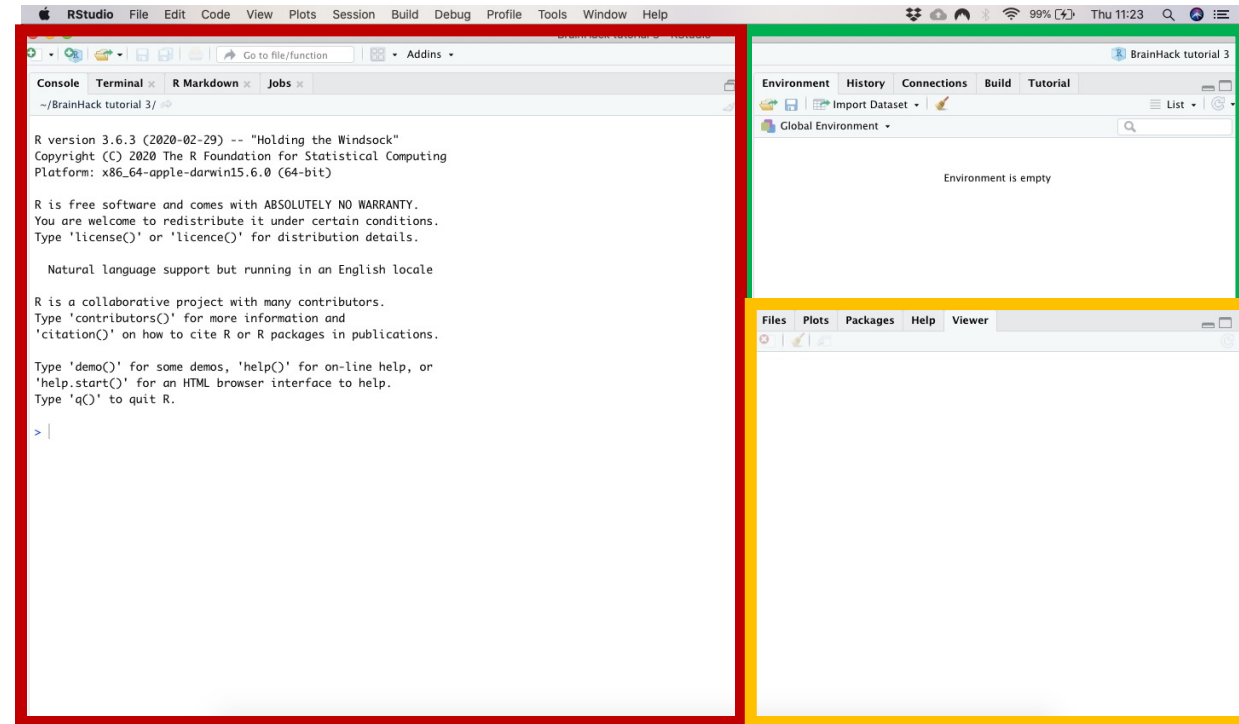 RStudio File Edit Code View Plots Session Build Debug Profile Tools Window Help 99% Thu 11:23
Go to file/function Addins
BrainHack tutorial 3
Console Terminal R Markdown Jobs
~/BrainHack tutorial 3/
R version 3.6.3 (2020-02-29) -- "Holding the Windsock"
Copyright (C) 2020 The R Foundation for Statistical Computing
Platform: x86_64-apple-darwin15.6.0 (64-bit)
R is free software and comes with ABSOLUTELY NO WARRANTY.
You are welcome to redistribute it under certain conditions.
Type 'license()' or 'licence()' for distribution details.
Natural language support but running in an English locale
R is a collaborative project with many contributors.
Type 'contributors()' for more information and
'citation()' on how to cite R or R packages in publications.
Type 'demo()' for some demos, 'help()' for on-line help, or
'help.start()' for an HTML browser interface to help.
Type 'q()' to quit R.
>
Environment History Connections Build Tutorial
Import Dataset List
Global Environment
Environment is empty
Files Plots Packages Help Viewer